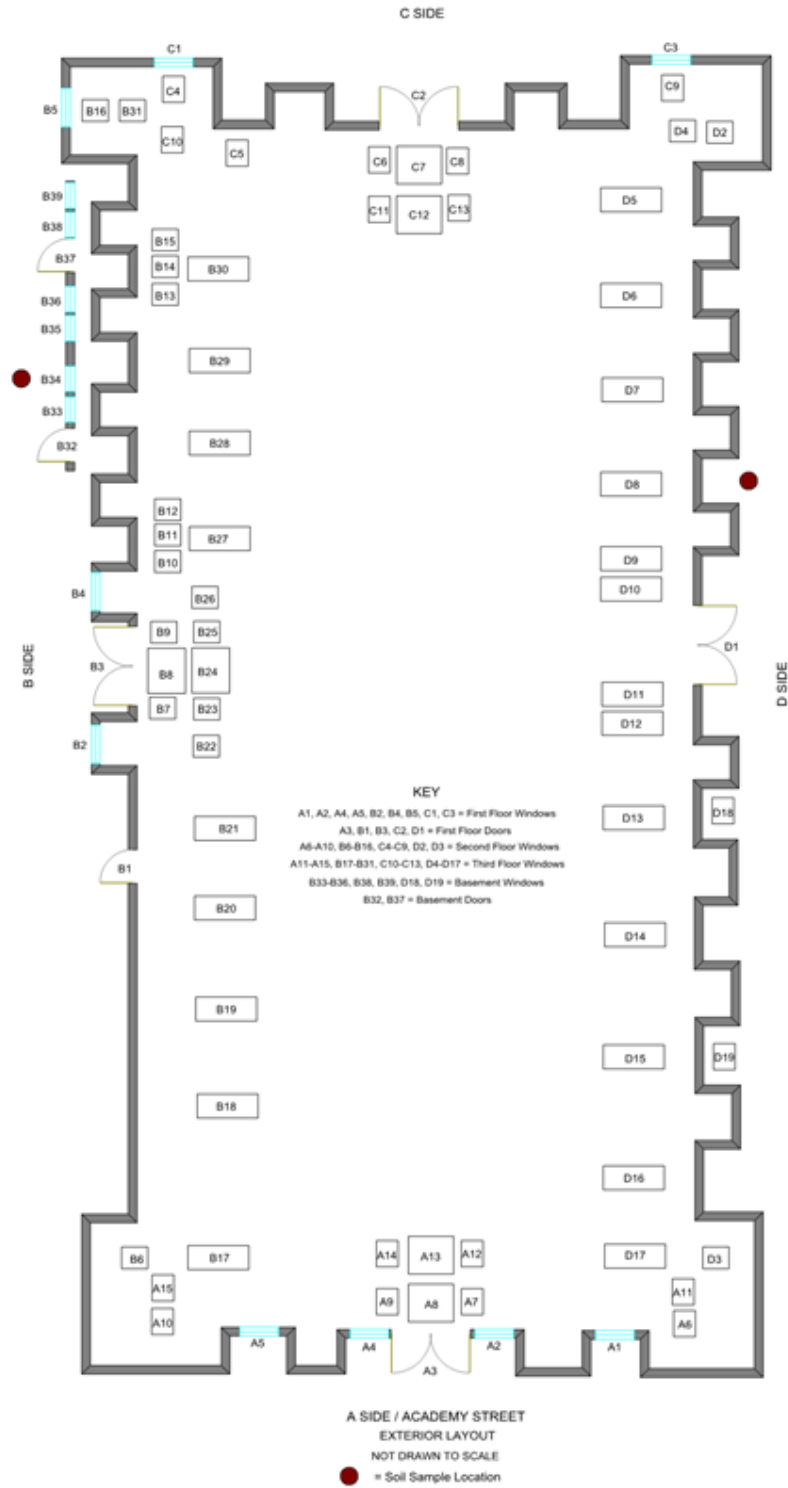 C SIDE
C1
C3
C2
B5
B16
B31
C4
C9
C10
C5
D4
D2
C6
C7
C8
B39
B38
C11
C12
C13
D5
B37
B15
B14
B30
B13
B36
B35
D6
B34
B33
B29
D7
B32
B28
D8
B12
B11
B27
B10
D9
D10
B4
B26
B9
B25
B SIDE
B3
B8
B24
D1
D SIDE
B7
B23
D11
D12
B2
B22
KEY
A1, A2, A4, A5, B2, B4, B5, C1, C3 = First Floor Windows
A3, B1, B3, C2, D1 = First Floor Doors
A6-A10, B6-B16, C4-C9, D2, D3 = Second Floor Windows
A11-A15, B17-B31, C10-C13, D4-D17 = Third Floor Windows
B33-B36, B38, B39, D18, D19 = Basement Windows
B32, B37 = Basement Doors
B21
D13
D18
B1
B20
D14
B19
D15
D19
B18
D16
B6
B17
A14
A13
A12
D17
D3
A15
A10
A9
A8
A7
A11
A6
A5
A4
A3
A2
A1
A SIDE / ACADEMY STREET
EXTERIOR LAYOUT
NOT DRAWN TO SCALE
= Soil Sample Location